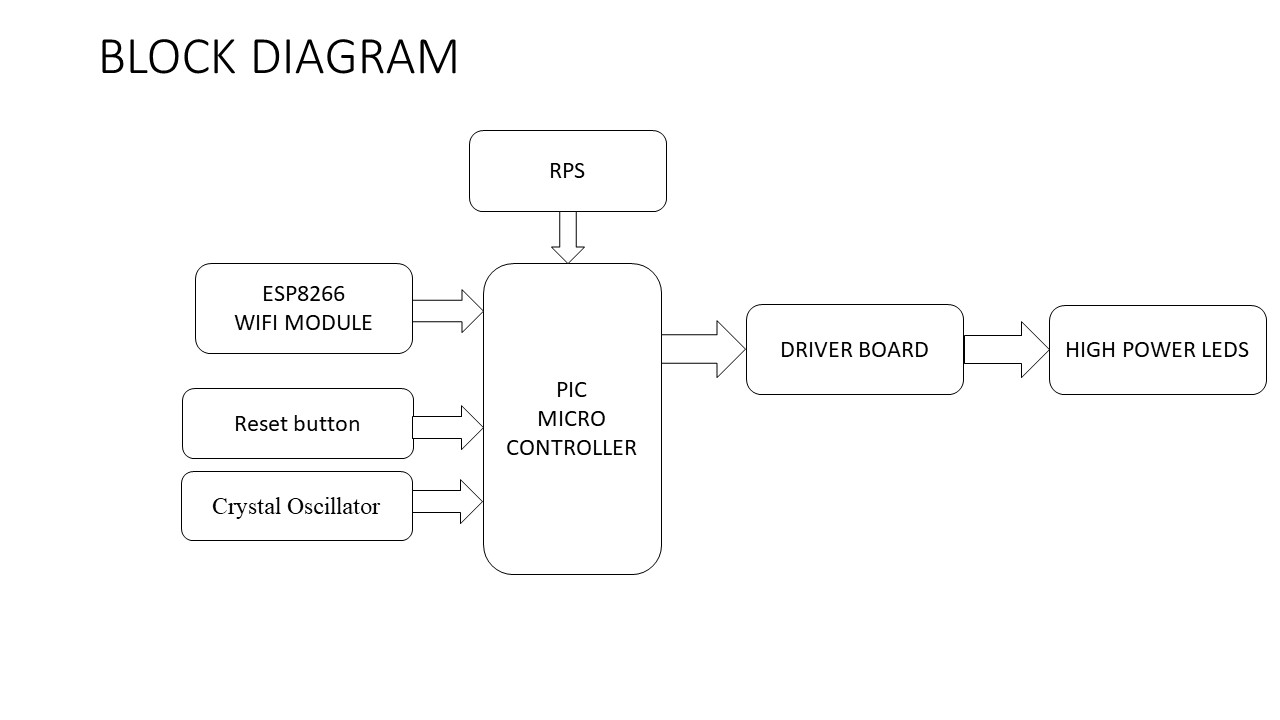 BLOCK DIAGRAM
RPS
ESP8266
WIFI MODULE
Reset button
Crystal Oscillator
PIC
MICRO
CONTROLLER
DRIVER BOARD
HIGH POWER LEDS